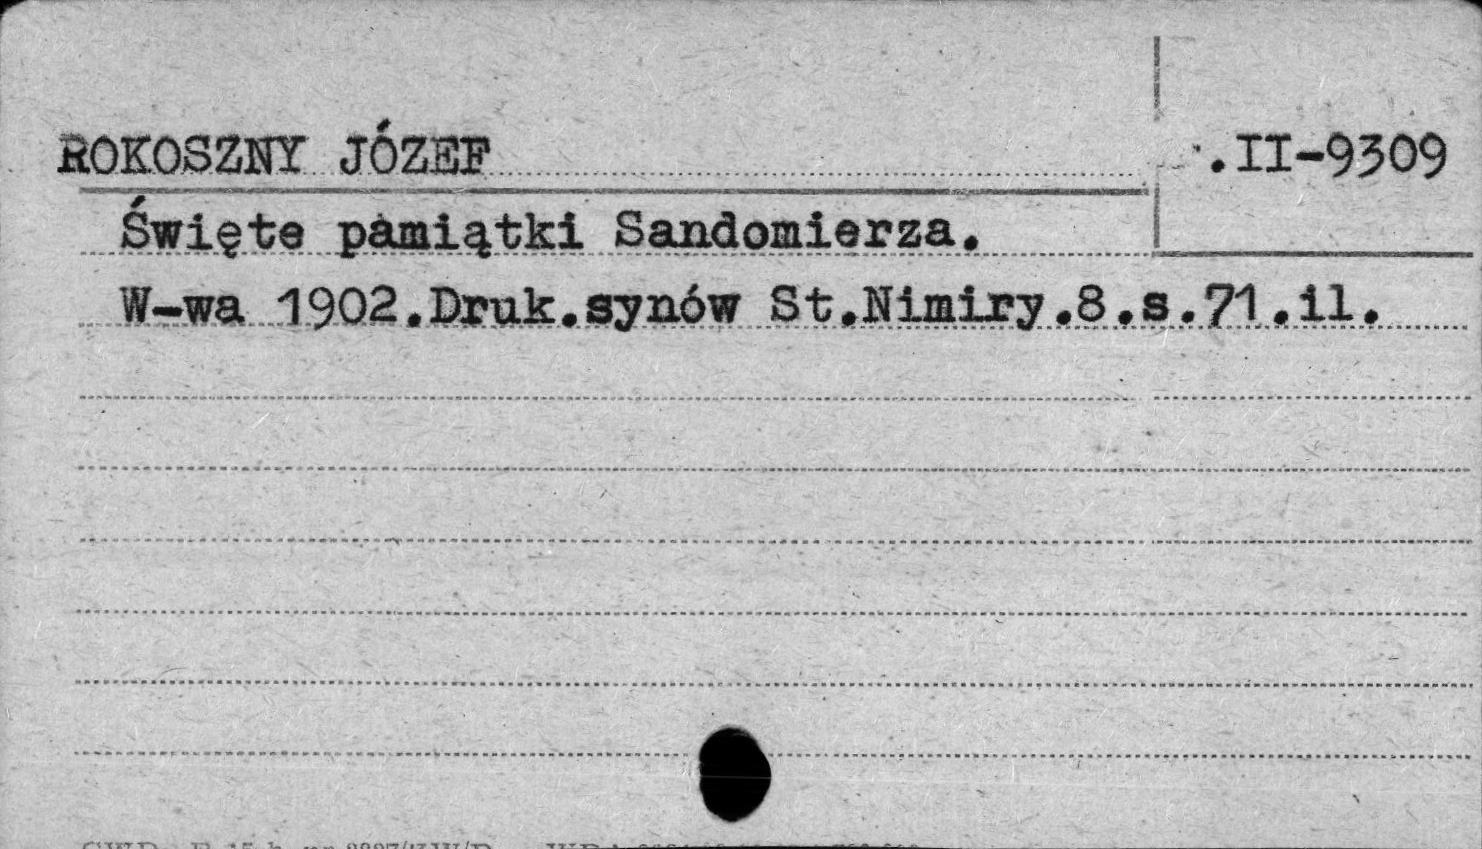 ROKOSZNY JÓZEF .II-9309
Święte pamiątki Sandomierza.
W-wa 1902.Druk.synów St.Nimiry.8.s.71.il.